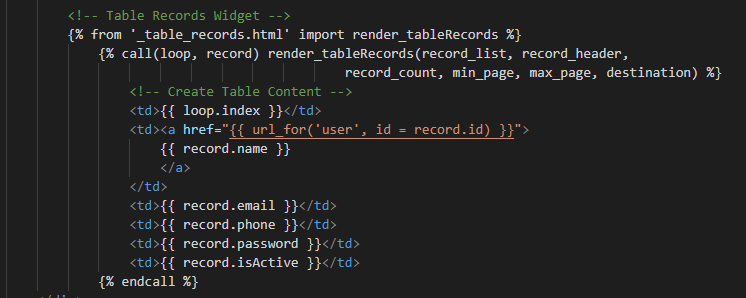 <!-- Table Records Widget -->
{% from '_table_records.html' import render_tableRecords %}
{% call(loop, record) render_tableRecords(record_list, record_header,
record_count, min_page, max_page, destination) %}
<!-- Create Table Content -->
<td>{{ loop.index }}</td>
<td><a href="{{ url_for('user', id = record.id) }}">
{{ record.name }}
</a>
</td>
<td>{{ record.email }}</td>
<td>{{ record.phone }}</td>
<td>{{ record.password }}</td>
<td>{{ record.isActive }}</td>
{% endcall %}